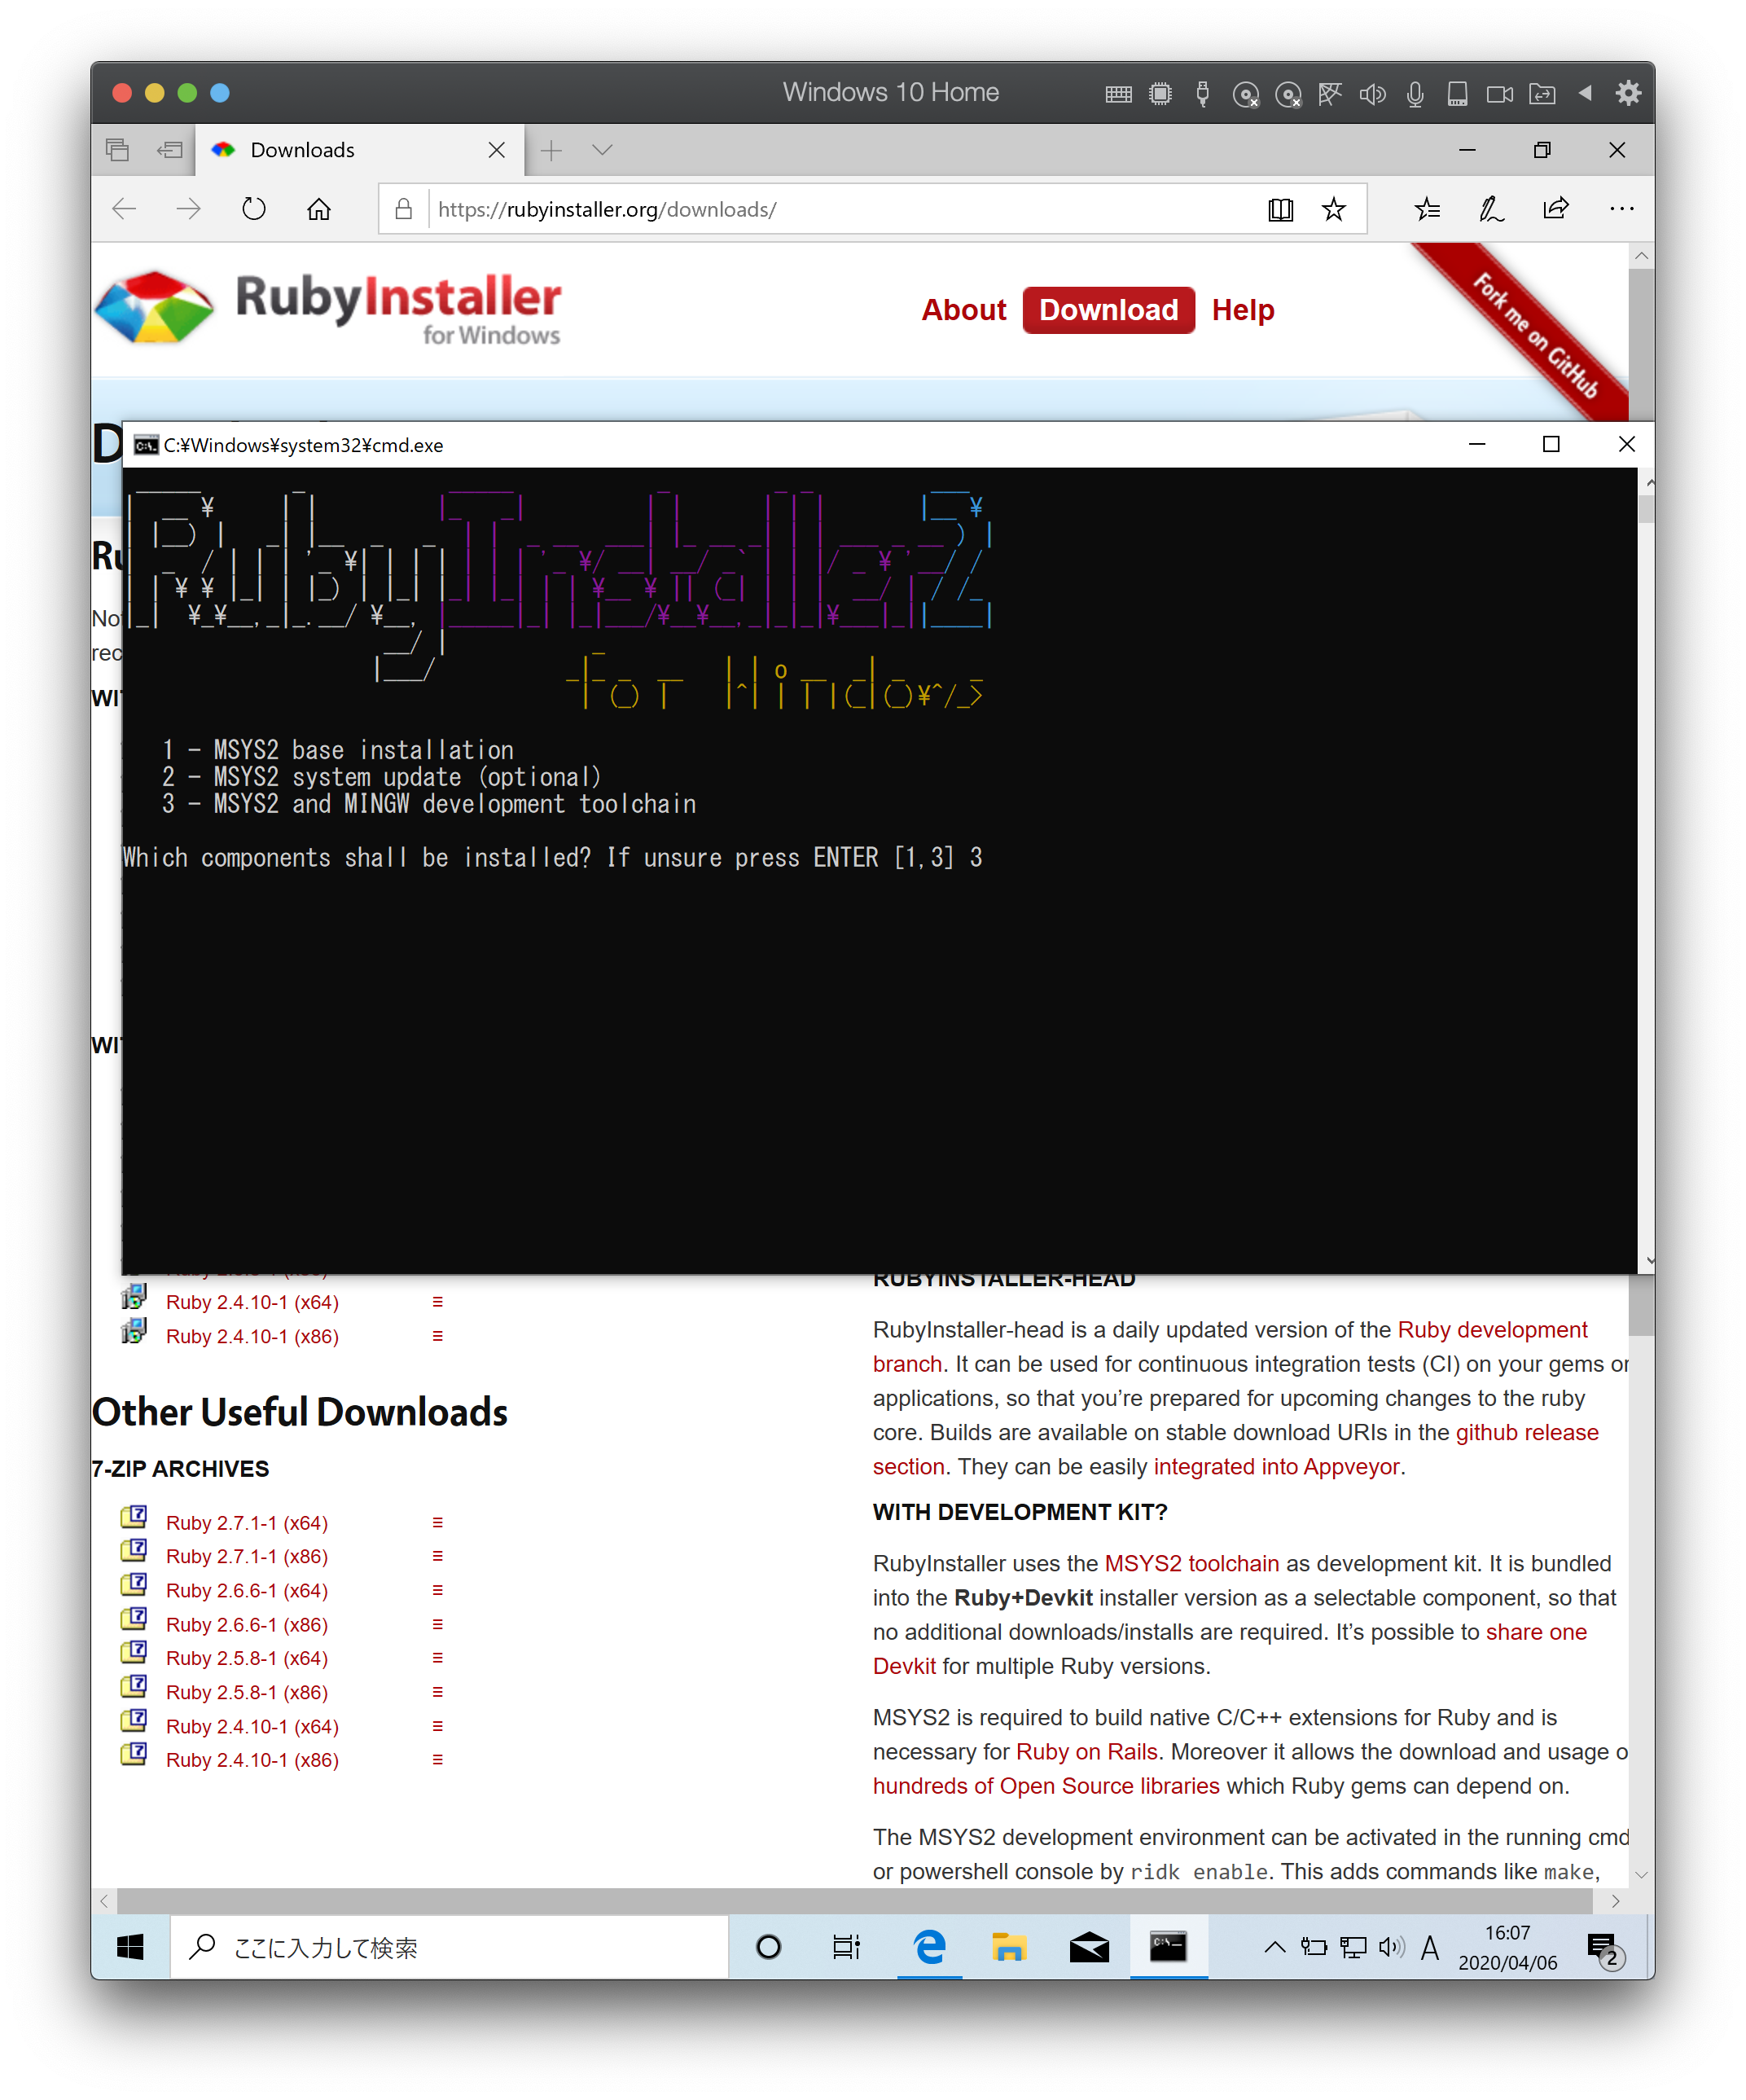 Windows 10 Home
Downloads
https://rubyinstaller.org/downloads/
RubyInstaller
for Windows
About Download Help
Fork me on GitHub
C:¥Windows¥system32¥cmd.exe
RubyInstaller2
for Windows
1 - MSYS2 base installation
2 - MSYS2 system update (optional)
3 - MSYS2 and MINGW development toolchain
Which components shall be installed? If unsure press ENTER [1,3] 3
Ruby 2.4.10-1 (x64)
Ruby 2.4.10-1 (x86)
Other Useful Downloads
7-ZIP ARCHIVES
Ruby 2.7.1-1 (x64)
Ruby 2.7.1-1 (x86)
Ruby 2.6.6-1 (x64)
Ruby 2.6.6-1 (x86)
Ruby 2.5.8-1 (x64)
Ruby 2.5.8-1 (x86)
Ruby 2.4.10-1 (x64)
Ruby 2.4.10-1 (x86)
RUBYINSTALLER-HEAD
RubyInstaller-head is a daily updated version of the Ruby development
branch. It can be used for continuous integration tests (CI) on your gems or
applications, so that you're prepared for upcoming changes to the ruby
core. Builds are available on stable download URIs in the github release
section. They can be easily integrated into Appveyor.
WITH DEVELOPMENT KIT?
RubyInstaller uses the MSYS2 toolchain as development kit. It is bundled
into the Ruby+Devkit installer version as a selectable component, so that
no additional downloads/installs are required. It's possible to share one
Devkit for multiple Ruby versions.
MSYS2 is required to build native C/C++ extensions for Ruby and is
necessary for Ruby on Rails. Moreover it allows the download and usage o
hundreds of Open Source libraries which Ruby gems can depend on.
The MSYS2 development environment can be activated in the running cmd
or powershell console by ridk enable. This adds commands like make,
ここに入力して検索
A
16:07
2020/04/06
2